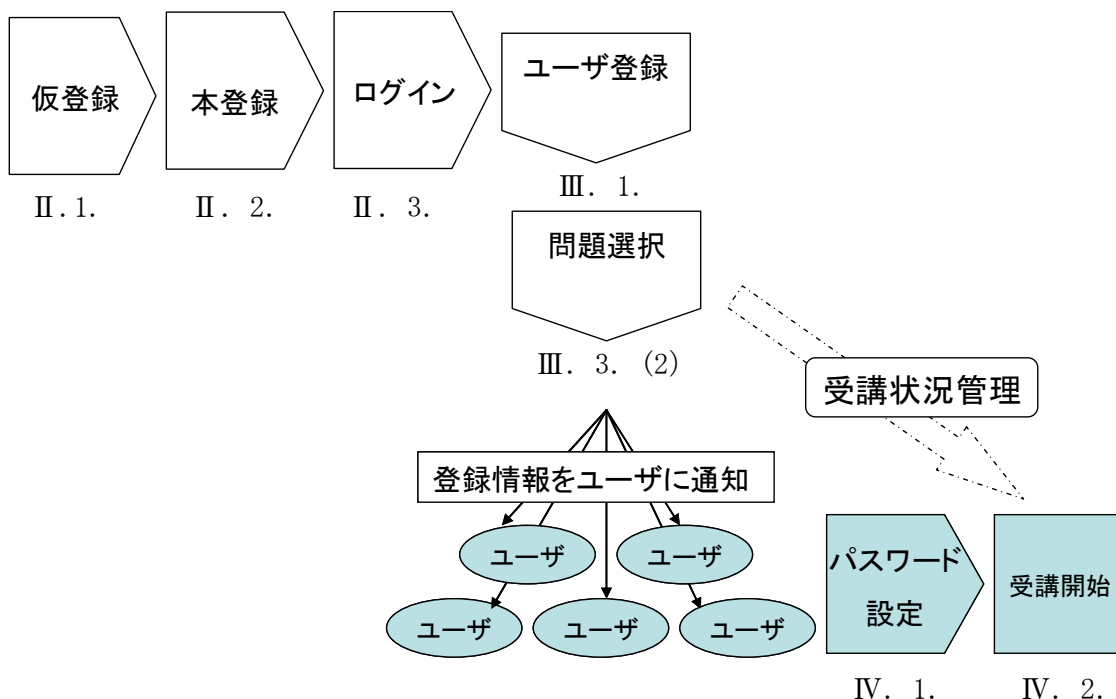 仮登録
本登録
ログイン
ユーザ登録
Ⅱ.1.
Ⅱ. 2.
Ⅱ. 3.
Ⅲ. 1.
問題選択
Ⅲ. 3. (2)
受講状況管理
登録情報をユーザに通知
ユーザ
ユーザ
ユーザ
ユーザ
ユーザ
パスワード
設定
受講開始
Ⅳ. 1.
Ⅳ. 2.